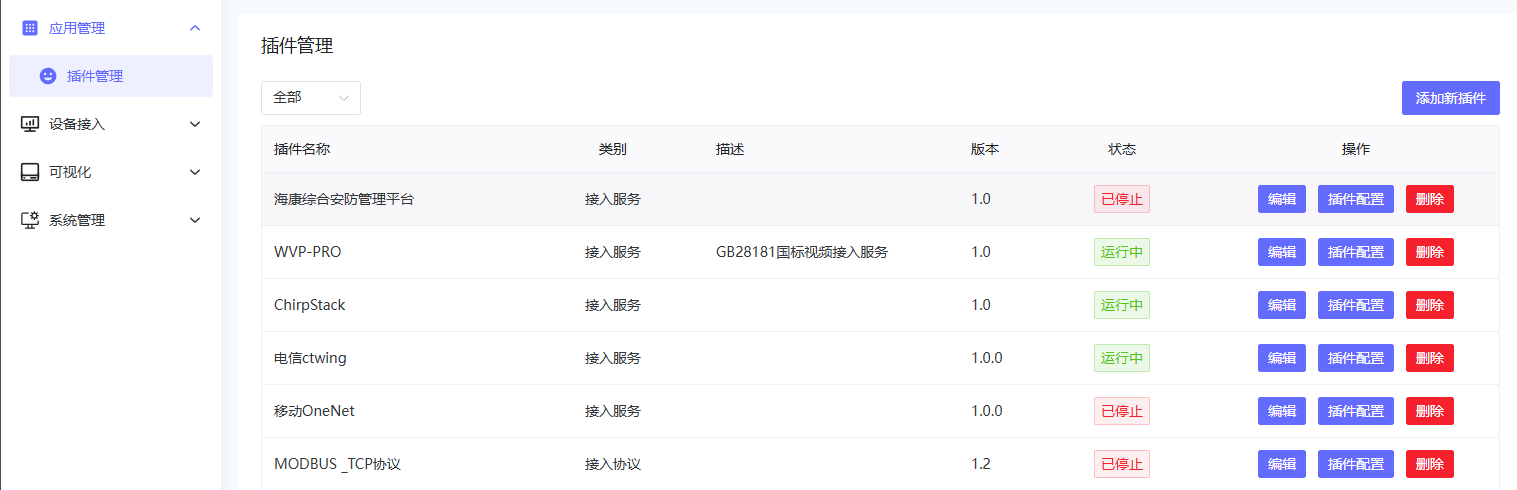 应用管理
插件管理
设备接入
可视化
系统管理
插件管理
全部
添加新插件
插件名称 类别 描述 版本 状态 操作
海康综合安防管理平台 接入服务 1.0 已停止 编辑 插件配置 删除
WVP-PRO 接入服务 GB28181国标视频接入服务 1.0 运行中 编辑 插件配置 删除
ChirpStack 接入服务 1.0 运行中 编辑 插件配置 删除
电信ctwing 接入服务 1.0.0 运行中 编辑 插件配置 删除
移动OneNet 接入服务 1.0.0 已停止 编辑 插件配置 删除
MODBUS _TCP协议 接入协议 1.2 已停止 编辑 插件配置 删除